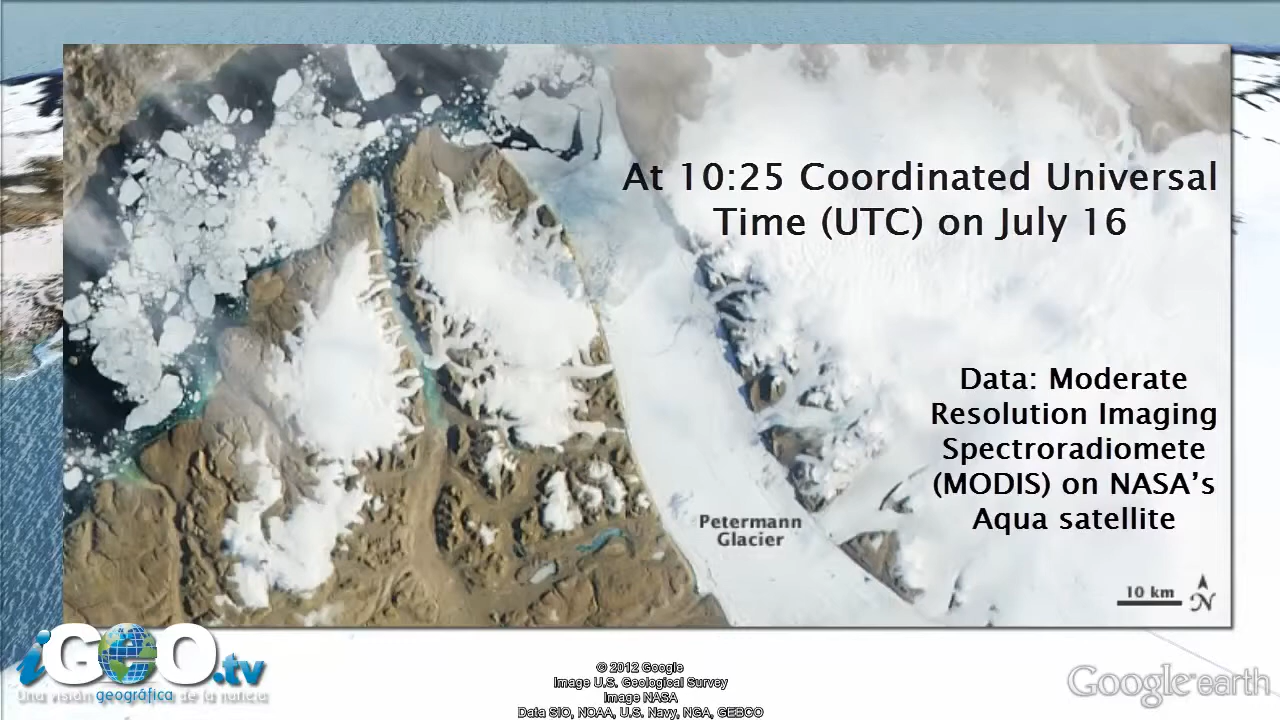 At 10:25 Coordinated Universal
Time (UTC) on July 16
Data: Moderate
Resolution Imaging
Spectroradiomete
(MODIS) on NASA's
Aqua satellite
Petermann
Glacier
10 km
N
iGEO.tv
Una visión geográfica de la noticia
© 2012 Google
Image U.S. Geological Survey
Image NASA
Data SIO, NOAA, U.S. Navy, NGA, GEBCO
Google earth